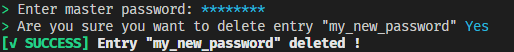 > Enter master password: ********
> Are you sure you want to delete entry "my_new_password" Yes
[√ SUCCESS] Entry "my_new_password" deleted !